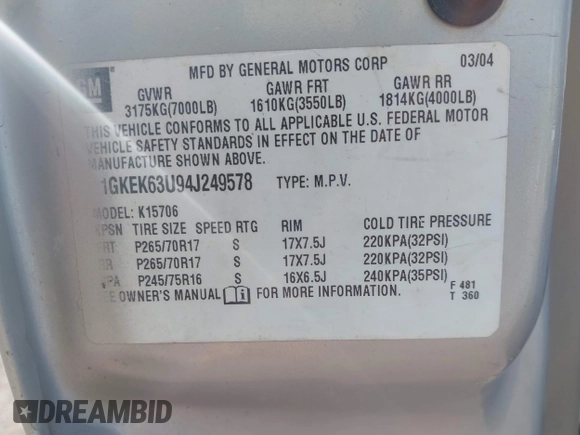 GM
MFD BY GENERAL MOTORS CORP 03/04
GVWR GAWR FRT GAWR RR
3175KG(7000LB) 1610KG(3550LB) 1814KG(4000LB)
THIS VEHICLE CONFORMS TO ALL APPLICABLE U.S. FEDERAL MOTOR
VEHICLE SAFETY STANDARDS IN EFFECT ON THE DATE OF
MANUFACTURE SHOWN ABOVE.
1GKEK63U94J249578 TYPE: M.P.V.
MODEL: K15706
KPSN TIRE SIZE SPEED RTG RIM COLD TIRE PRESSURE
FRT P265/70R17 S 17X7.5J 220KPA(32PSI)
RR P265/70R17 S 17X7.5J 220KPA(32PSI)
PA P245/75R16 S 16X6.5J 240KPA(35PSI)
E OWNER'S MANUAL FOR MORE INFORMATION.
F 481
T 360
DREAMBID